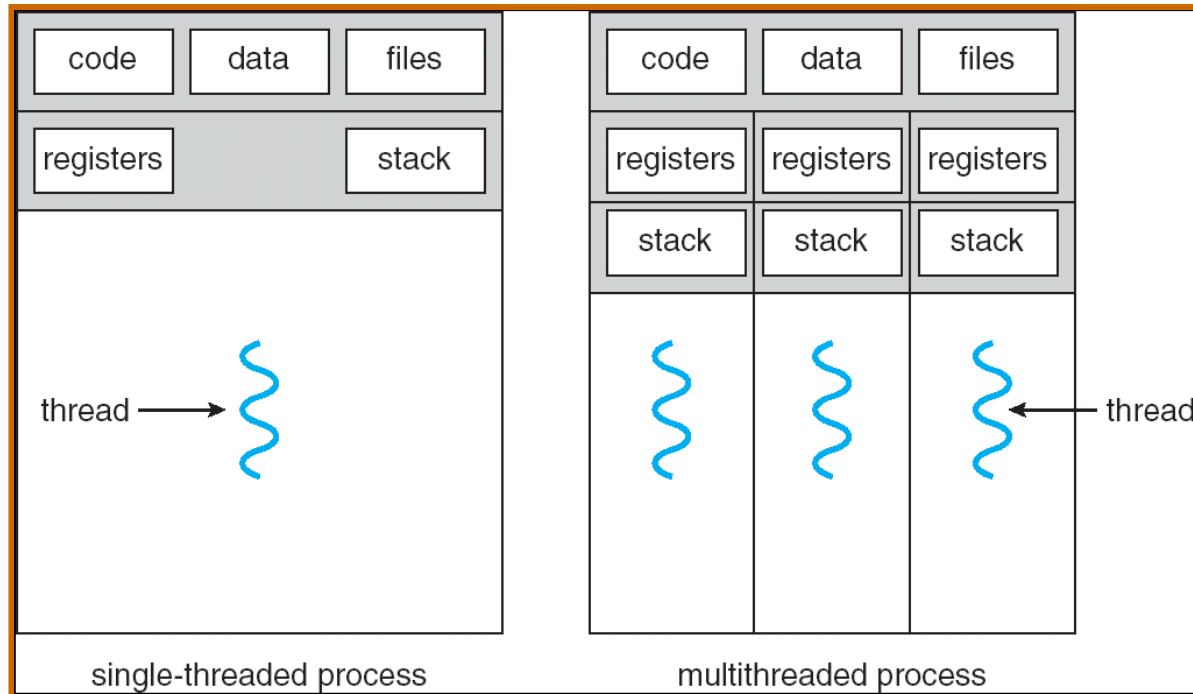 code data files
registers stack
thread
single-threaded process
code data files
registers registers registers
stack stack stack
thread
multithreaded process